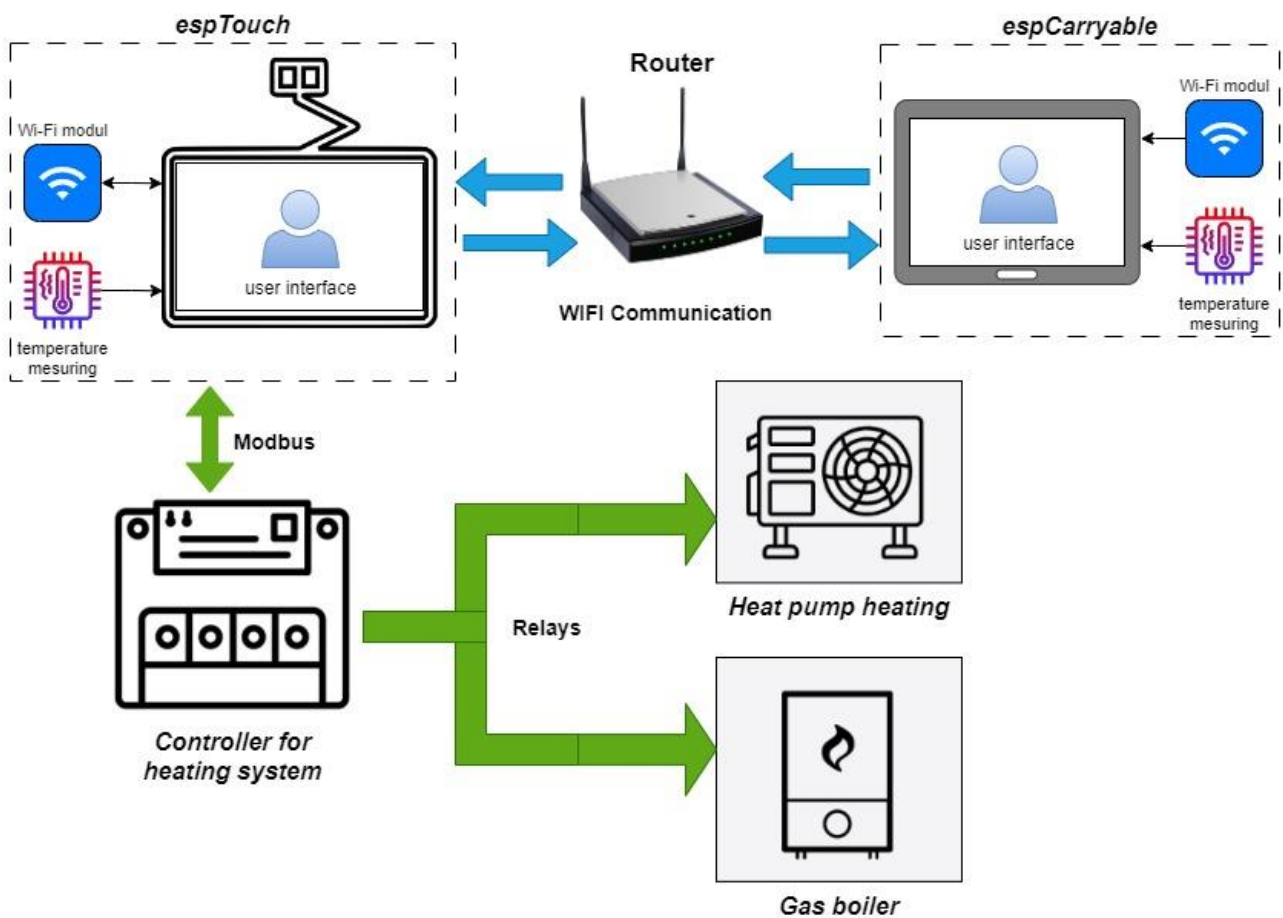 espTouch
espCarryable
Router
Wi-Fi modul
Wi-Fi modul
user interface
user interface
temperature
mesuring
WIFI Communication
temperature
mesuring
Modbus
Heat pump heating
Relays
Controller for
heating system
Gas boiler